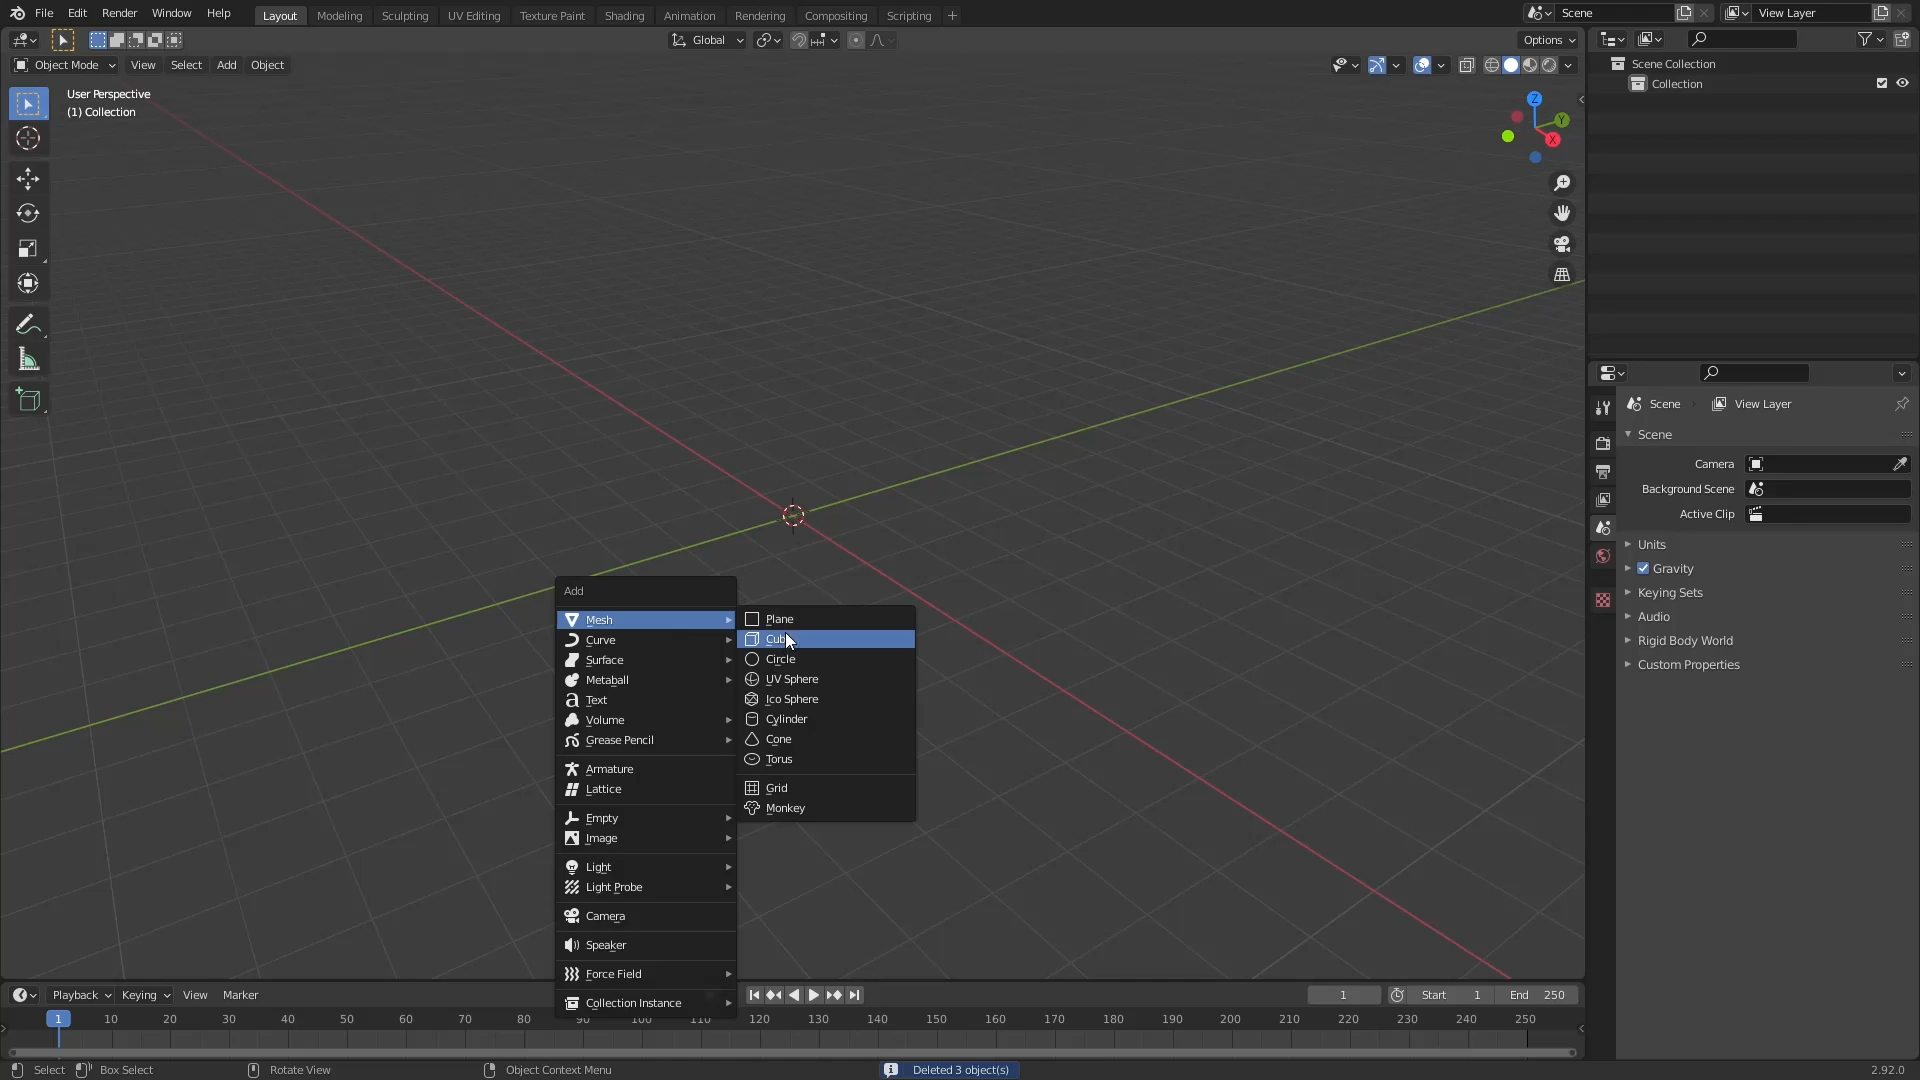 File Edit Render Window Help Layout Modeling Sculpting UV Editing Texture Paint Shading Animation Rendering Compositing Scripting + Scene View Layer
Global Options
Object Mode View Select Add Object
User Perspective
(1) Collection
Z
Y
X
Scene Collection
Collection
Scene View Layer
Scene
Camera
Background Scene
Active Clip
Units
Gravity
Keying Sets
Audio
Rigid Body World
Custom Properties
Add
Mesh
Curve
Surface
Metaball
Text
Volume
Grease Pencil
Armature
Lattice
Empty
Image
Light
Light Probe
Camera
Speaker
Force Field
Collection Instance
Plane
Circle
UV Sphere
Ico Sphere
Cylinder
Cone
Torus
Grid
Monkey
Playback Keying View Marker 1 Start 1 End 250
1 10 20 30 40 50 60 70 80 90 100 110 120 130 140 150 160 170 180 190 200 210 220 230 240 250
Select Box Select Rotate View Object Context Menu Deleted 3 object(s) 2.92.0